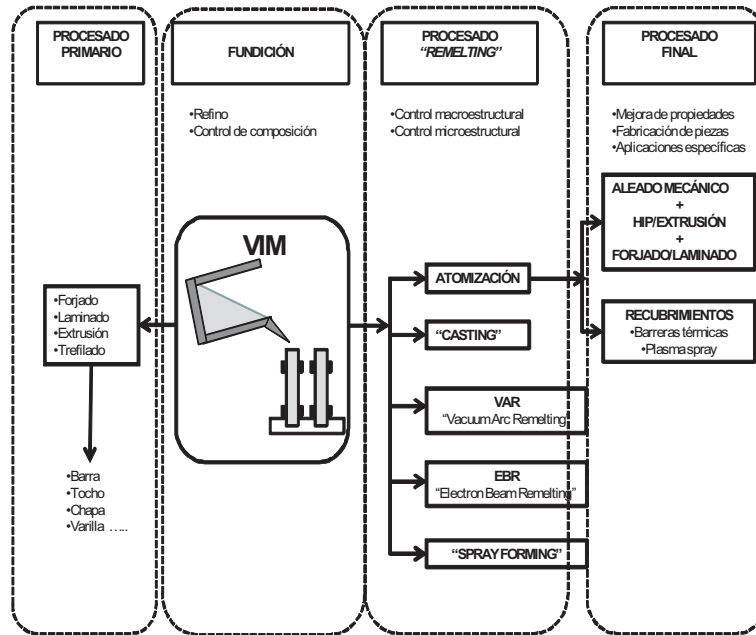 PROCESADO
PRIMARIO
FUNDICIÓN
PROCESADO
“REMELTING”
PROCESADO
FINAL
•Refino
•Control de composición
•Control macroestructural
•Control microestructural
•Mejora de propiedades
•Fabricación de piezas
•Aplicaciones específicas
VIM
•Forjado
•Laminado
•Extrusión
•Trefilado
•Barra
•Tocho
•Chapa
•Varilla …..
ATOMIZACIÓN
“CASTING”
VAR
“Vacuum Arc Remelting”
EBR
“Electron Beam Remelting”
“SPRAY FORMING”
ALEADO MECÁNICO
+
HIP/EXTRUSIÓN
+
FORJADO/LAMINADO
RECUBRIMIENTOS
•Barreras térmicas
•Plasma spray